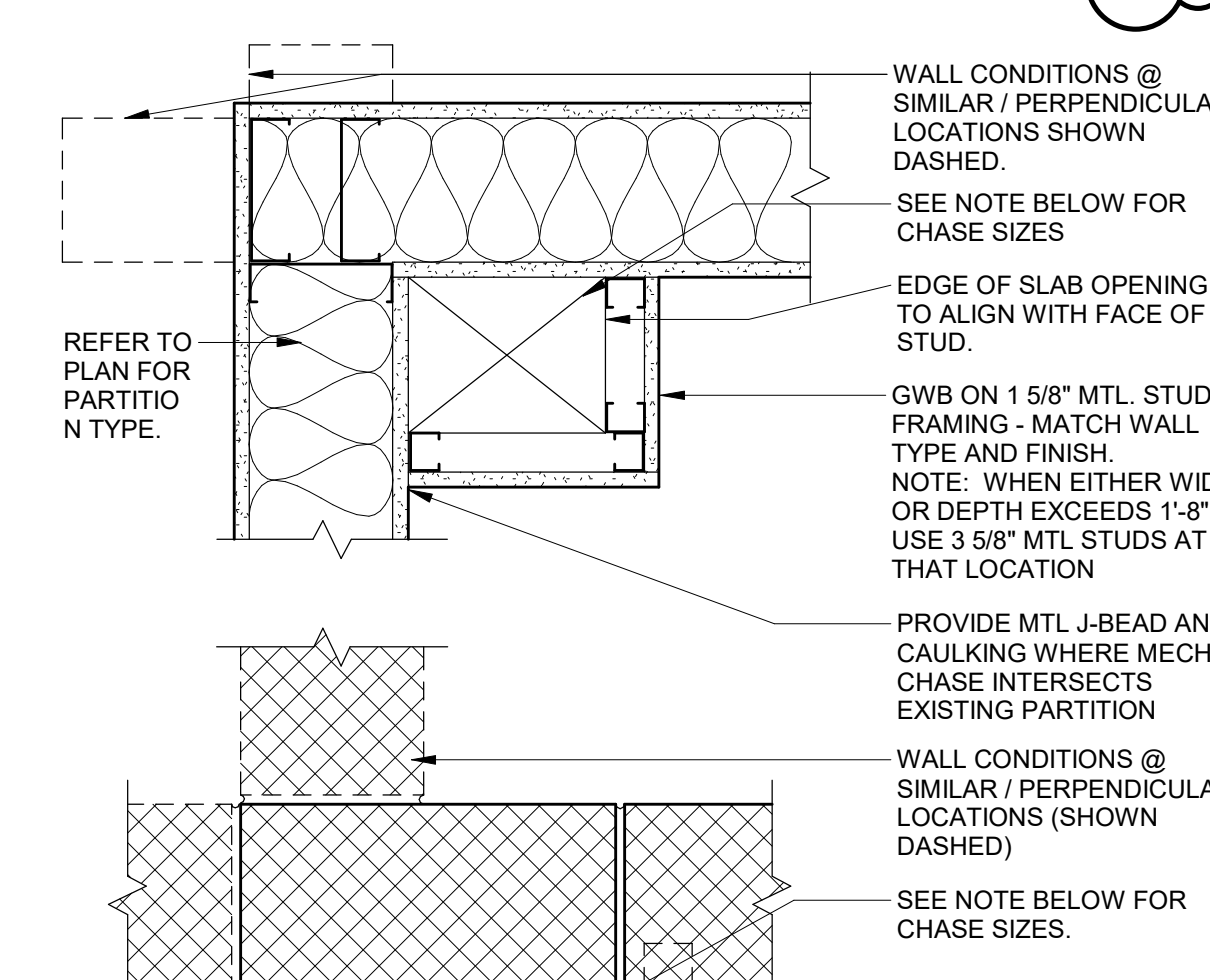 WALL CONDITIONS @
SIMILAR / PERPENDICULA
LOCATIONS SHOWN
DASHED.
SEE NOTE BELOW FOR
CHASE SIZES
EDGE OF SLAB OPENING
TO ALIGN WITH FACE OF
STUD.
REFER TO
PLAN FOR
PARTITIO
N TYPE.
GWB ON 1 5/8" MTL. STUD
FRAMING - MATCH WALL
TYPE AND FINISH.
NOTE: WHEN EITHER WID
OR DEPTH EXCEEDS 1'-8"
USE 3 5/8" MTL STUDS AT
THAT LOCATION
PROVIDE MTL J-BEAD AN
CAULKING WHERE MECH
CHASE INTERSECTS
EXISTING PARTITION
WALL CONDITIONS @
SIMILAR / PERPENDICULA
LOCATIONS (SHOWN
DASHED)
SEE NOTE BELOW FOR
CHASE SIZES.